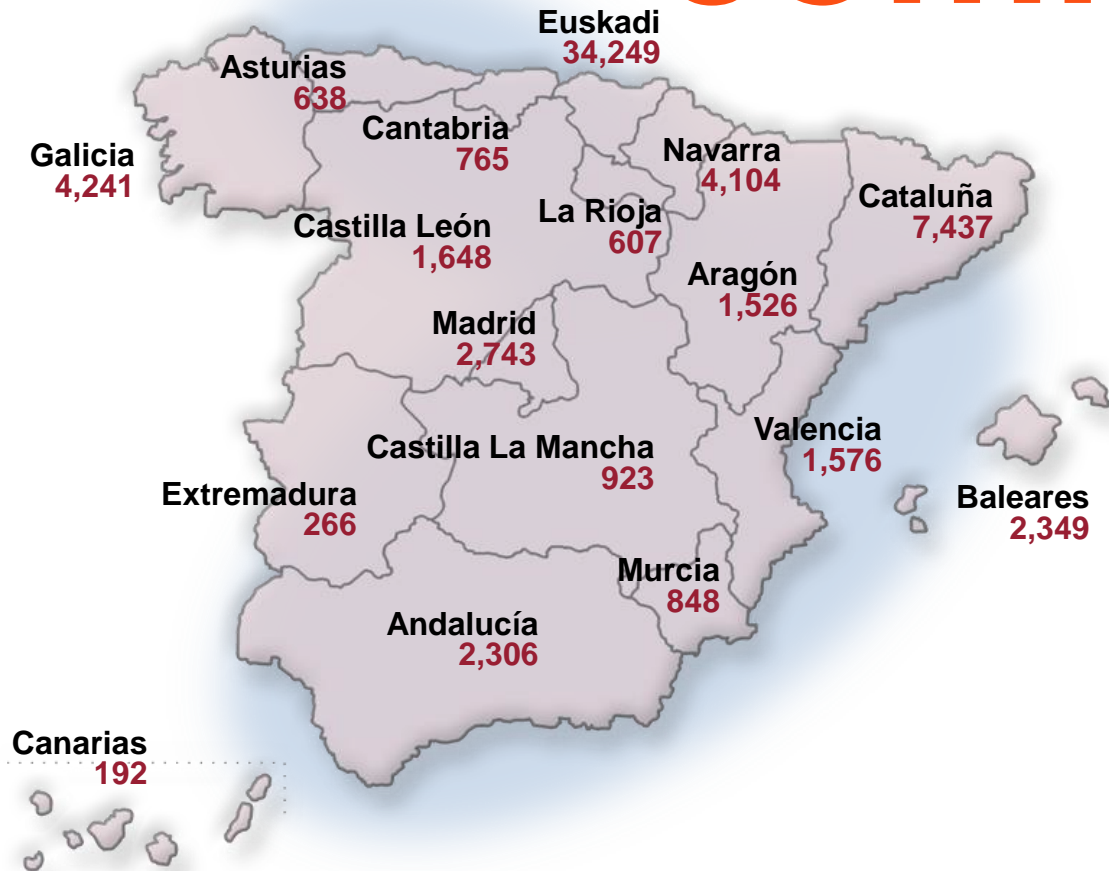 Euskadi
34,249
Asturias
638
Cantabria
765
Galicia
4,241
Navarra
4,104
Cataluña
7,437
La Rioja
607
Castilla León
1,648
Aragón
1,526
Madrid
2,743
Valencia
1,576
Castilla La Mancha
923
Extremadura
266
Baleares
2,349
Murcia
848
Andalucía
2,306
Canarias
192